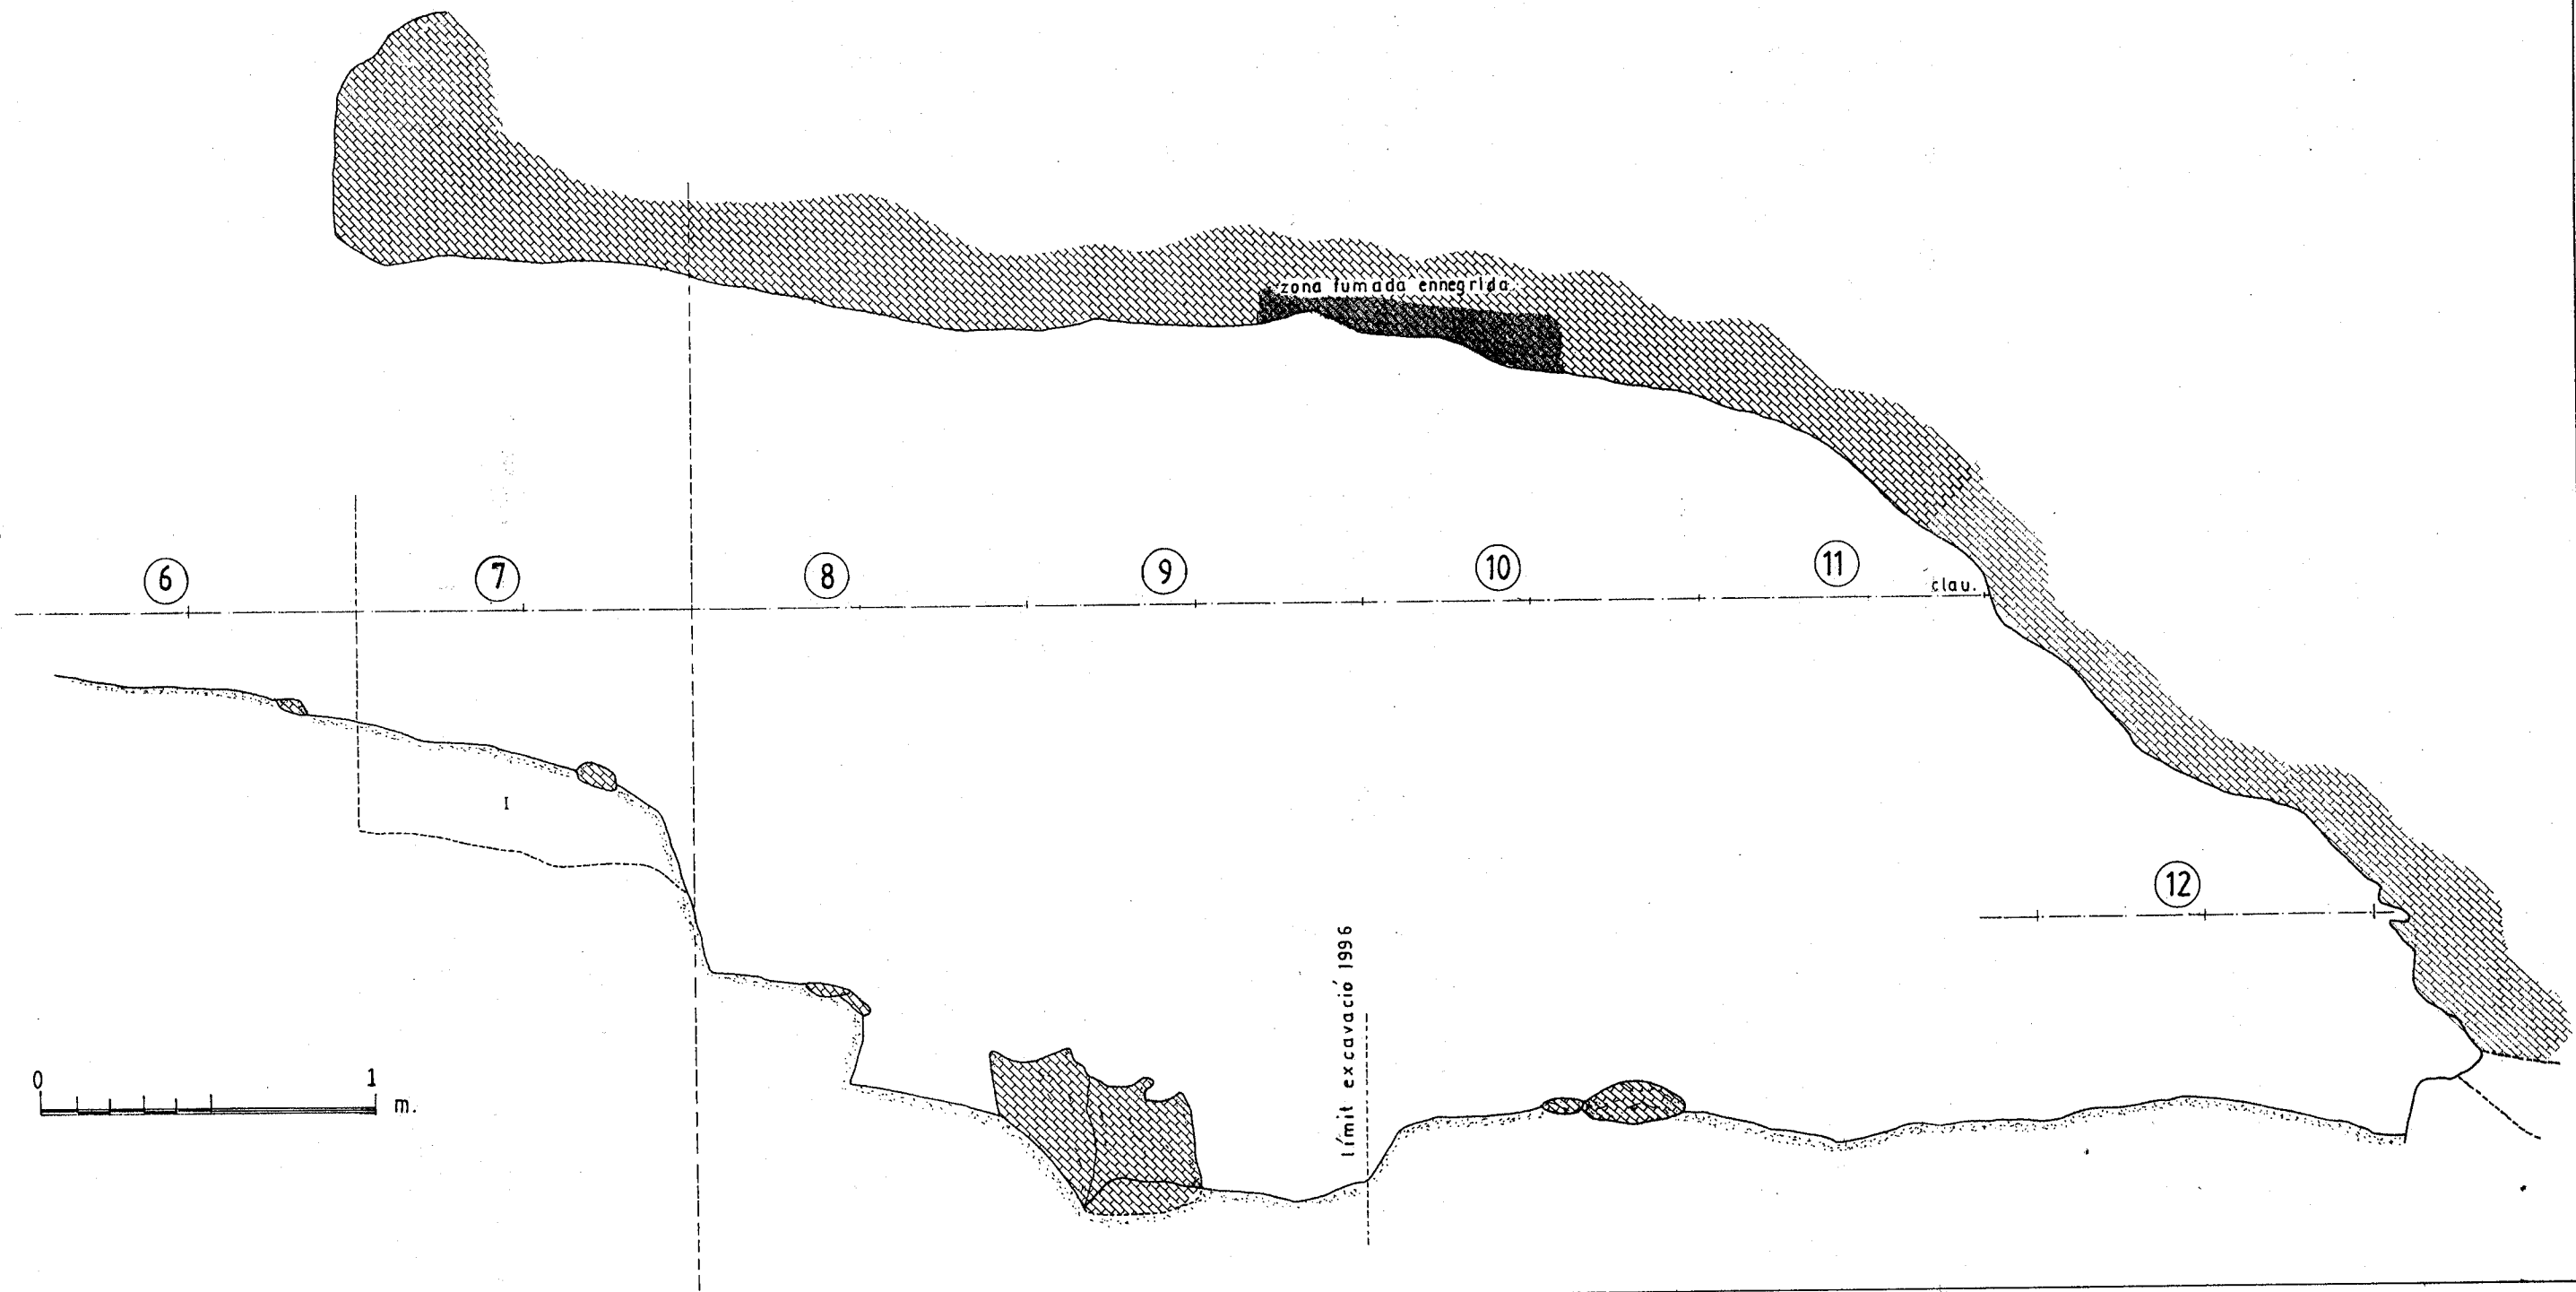 zona fumada ennegrida
6 7 8 9 10 11
clau.
I
12
límit excavació 1996
0 1 m.